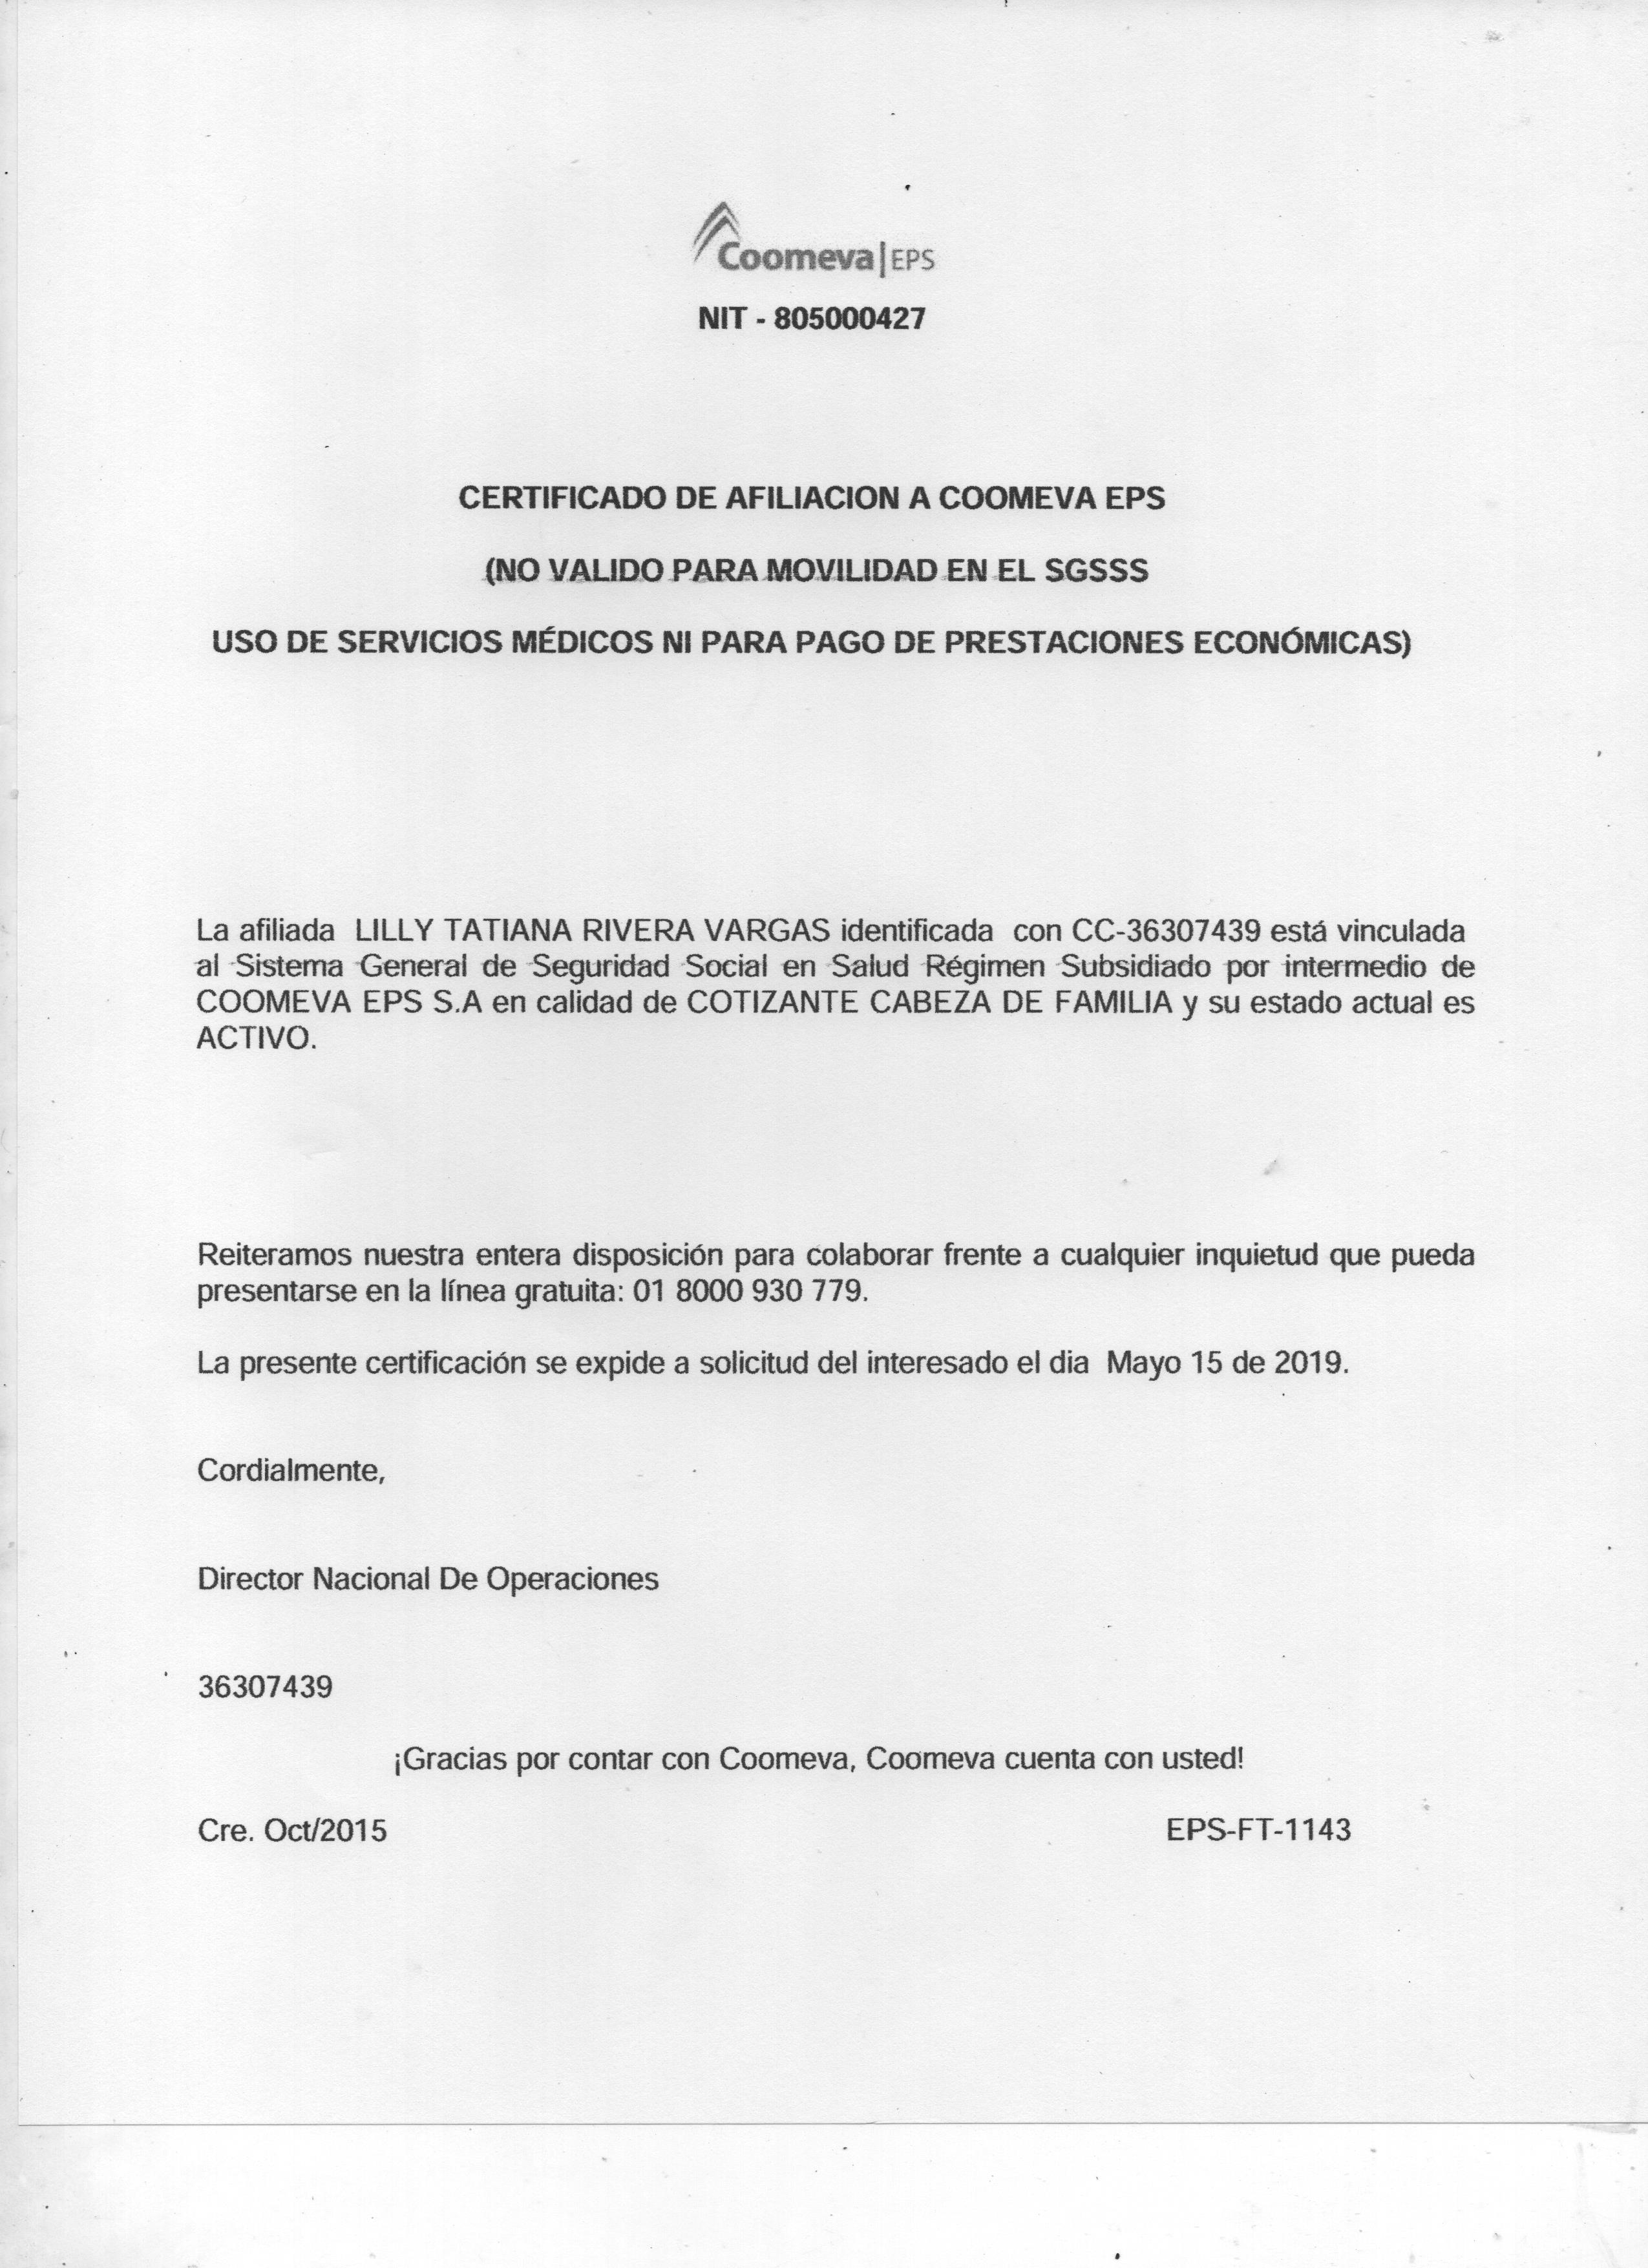 Coomeva|EPS
NIT - 805000427
CERTIFICADO DE AFILIACION A COOMEVA EPS
(NO VALIDO PARA MOVILIDAD EN EL SGSSS
USO DE SERVICIOS MÉDICOS NI PARA PAGO DE PRESTACIONES ECONÓMICAS)
La afiliada LILLY TATIANA RIVERA VARGAS identificada con CC-36307439 está vinculada
al Sistema General de Seguridad Social en Salud Régimen Subsidiado por intermedio de
COOMEVA EPS S.A en calidad de COTIZANTE CABEZA DE FAMILIA y su estado actual es
ACTIVO.
Reiteramos nuestra entera disposición para colaborar frente a cualquier inquietud que pueda
presentarse en la línea gratuita: 01 8000 930 779.
La presente certificación se expide a solicitud del interesado el dia Mayo 15 de 2019.
Cordialmente,
Director Nacional De Operaciones
36307439
¡Gracias por contar con Coomeva, Coomeva cuenta con usted!
Cre. Oct/2015 EPS-FT-1143